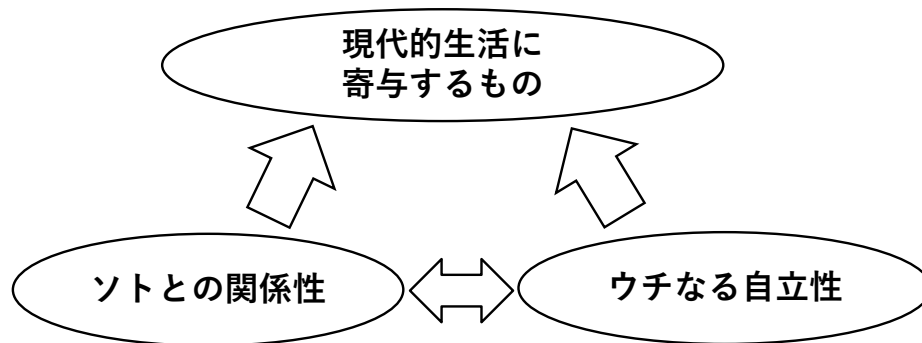 現代的生活に
寄与するもの
ソトとの関係性
ウチなる自立性